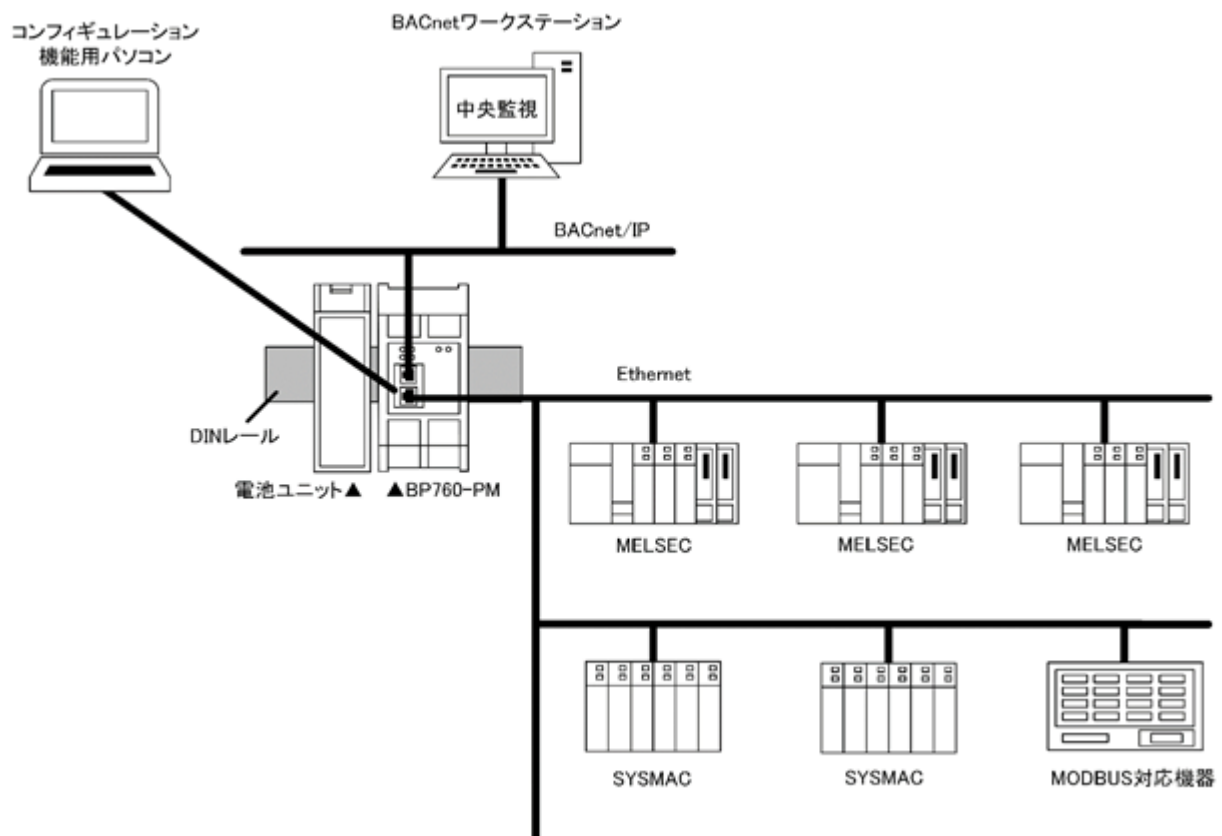 コンフィギュレーション
機能用パソコン
BACnetワークステーション
中央監視
BACnet/IP
Ethernet
DINレール
電池ユニット▲
▲BP760-PM
MELSEC
MELSEC
MELSEC
SYSMAC
SYSMAC
MODBUS対応機器